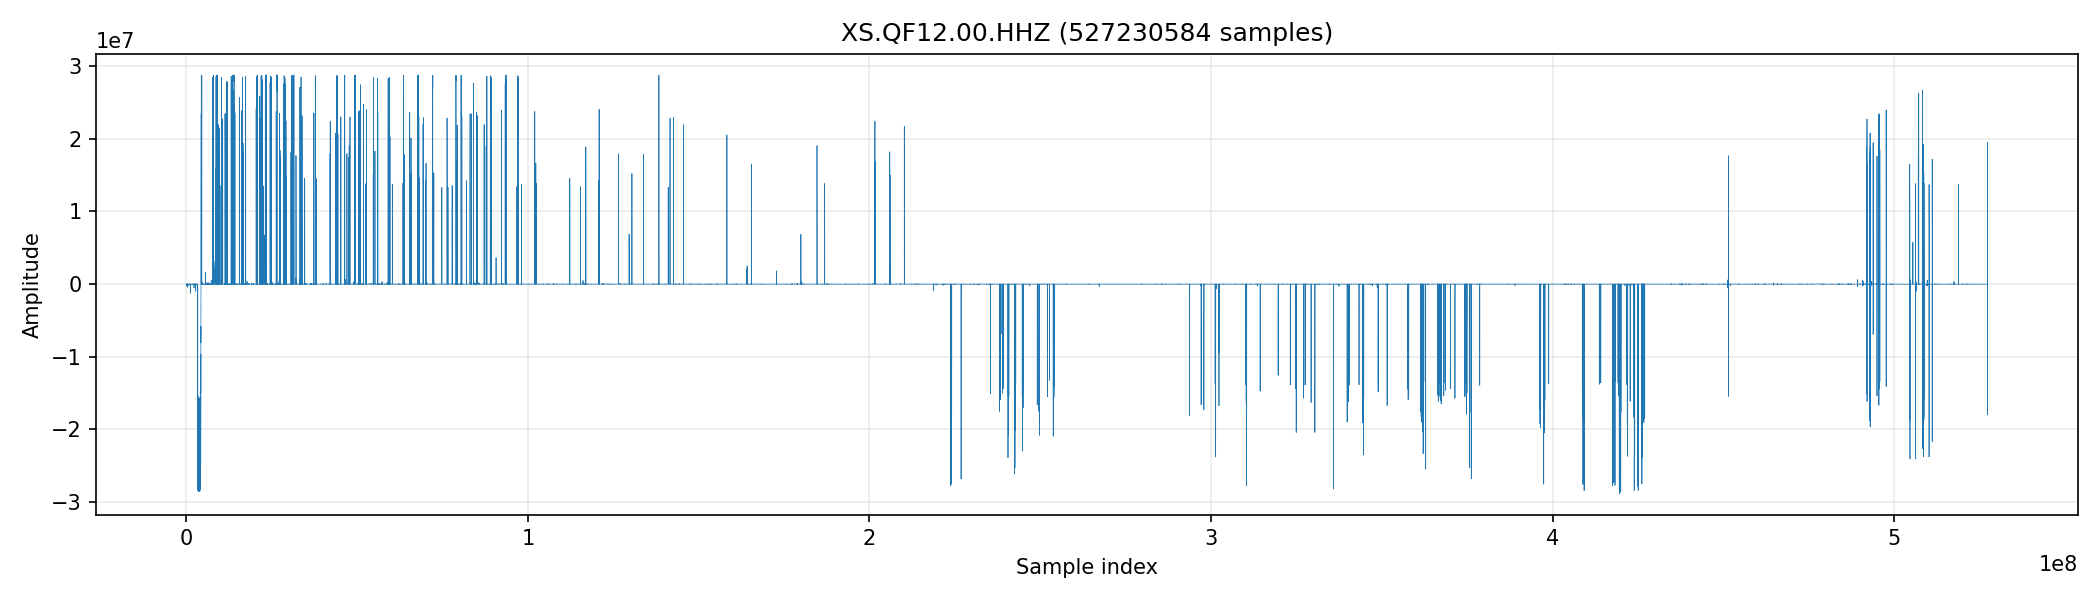 XS.QF12.00.HHZ (527230584 samples)
1e7
3
2
1
0
−1
−2
−3
Amplitude
0
1
2
3
4
5
Sample index
1e8